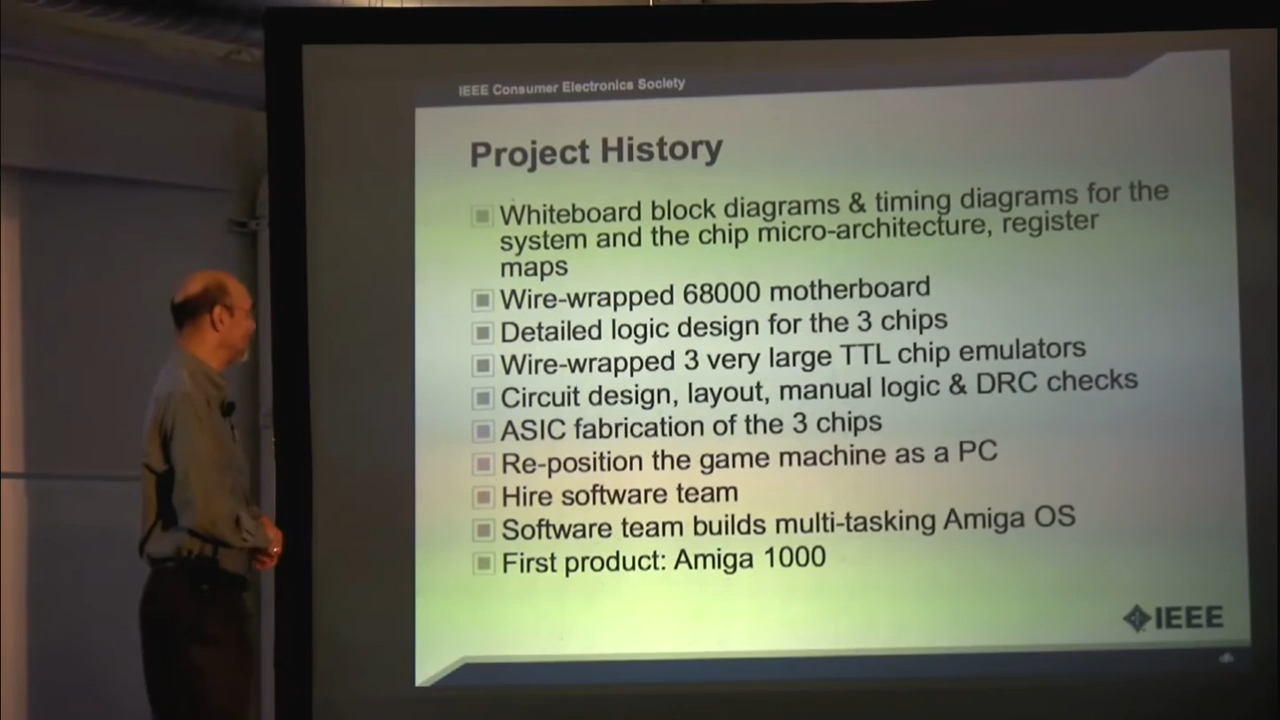 IEEE Consumer Electronics Society
Project History
Whiteboard block diagrams & timing diagrams for the
system and the chip micro-architecture, register
maps
Wire-wrapped 68000 motherboard
Detailed logic design for the 3 chips
Wire-wrapped 3 very large TTL chip emulators
Circuit design, layout, manual logic & DRC checks
ASIC fabrication of the 3 chips
Re-position the game machine as a PC
Hire software team
Software team builds multi-tasking Amiga OS
First product: Amiga 1000
IEEE